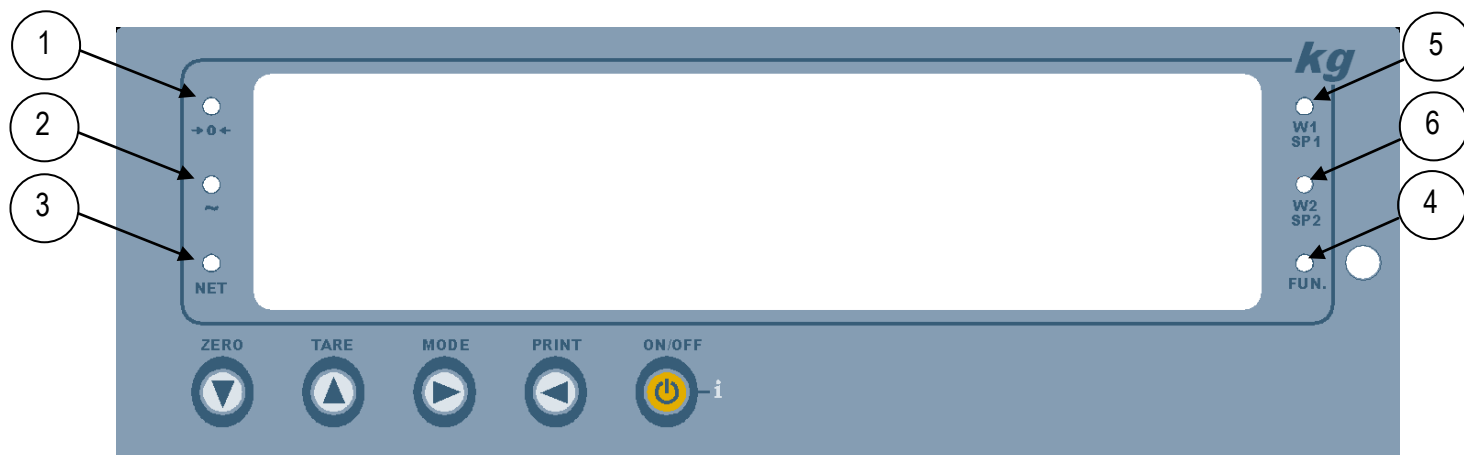 1
2
3
kg
5
6
4
→0←
~
NET
W1
SP1
W2
SP2
FUN.
ZERO TARE MODE PRINT ON/OFF
i